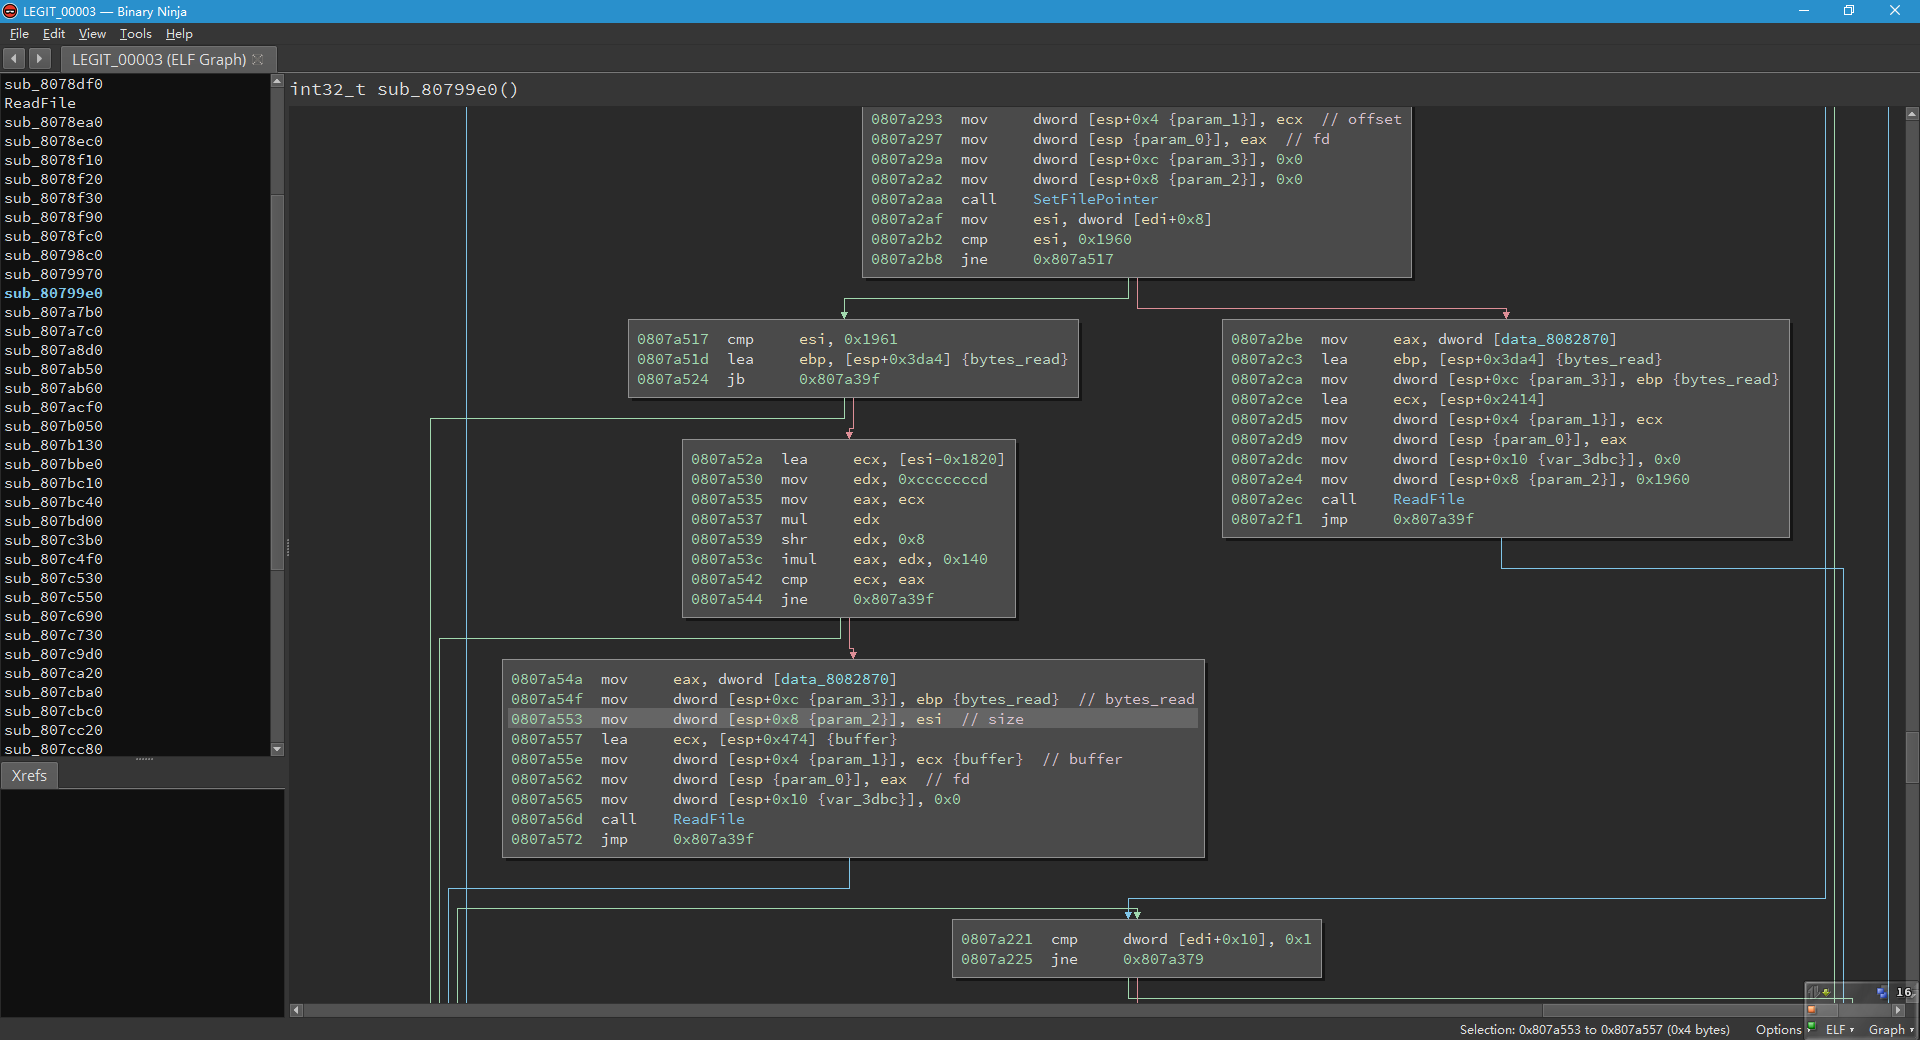 LEGIT_00003 — Binary Ninja
File Edit View Tools Help
LEGIT_00003 (ELF Graph)
sub_8078df0
ReadFile
sub_8078ea0
sub_8078ec0
sub_8078f10
sub_8078f20
sub_8078f30
sub_8078f90
sub_8078fc0
sub_80798c0
sub_8079970
sub_80799e0
sub_807a7b0
sub_807a7c0
sub_807a8d0
sub_807ab50
sub_807ab60
sub_807acf0
sub_807b050
sub_807b130
sub_807bbe0
sub_807bc10
sub_807bc40
sub_807bd00
sub_807c3b0
sub_807c4f0
sub_807c530
sub_807c550
sub_807c690
sub_807c730
sub_807c9d0
sub_807ca20
sub_807cba0
sub_807cbc0
sub_807cc20
sub_807cc80
Xrefs
int32_t sub_80799e0()
0807a293 mov dword [esp+0x4 {param_1}], ecx // offset
0807a297 mov dword [esp {param_0}], eax // fd
0807a29a mov dword [esp+0xc {param_3}], 0x0
0807a2a2 mov dword [esp+0x8 {param_2}], 0x0
0807a2aa call SetFilePointer
0807a2af mov esi, dword [edi+0x8]
0807a2b2 cmp esi, 0x1960
0807a2b8 jne 0x807a517
0807a517 cmp esi, 0x1961
0807a51d lea ebp, [esp+0x3da4] {bytes_read}
0807a524 jb 0x807a39f
0807a2be mov eax, dword [data_8082870]
0807a2c3 lea ebp, [esp+0x3da4] {bytes_read}
0807a2ca mov dword [esp+0xc {param_3}], ebp {bytes_read}
0807a2ce lea ecx, [esp+0x2414]
0807a2d5 mov dword [esp+0x4 {param_1}], ecx
0807a2d9 mov dword [esp {param_0}], eax
0807a2dc mov dword [esp+0x10 {var_3dbc}], 0x0
0807a2e4 mov dword [esp+0x8 {param_2}], 0x1960
0807a2ec call ReadFile
0807a2f1 jmp 0x807a39f
0807a52a lea ecx, [esi-0x1820]
0807a530 mov edx, 0xcccccccd
0807a535 mov eax, ecx
0807a537 mul edx
0807a539 shr edx, 0x8
0807a53c imul eax, edx, 0x140
0807a542 cmp ecx, eax
0807a544 jne 0x807a39f
0807a54a mov eax, dword [data_8082870]
0807a54f mov dword [esp+0xc {param_3}], ebp {bytes_read} // bytes_read
0807a553 mov dword [esp+0x8 {param_2}], esi // size
0807a557 lea ecx, [esp+0x474] {buffer}
0807a55e mov dword [esp+0x4 {param_1}], ecx {buffer} // buffer
0807a562 mov dword [esp {param_0}], eax // fd
0807a565 mov dword [esp+0x10 {var_3dbc}], 0x0
0807a56d call ReadFile
0807a572 jmp 0x807a39f
0807a221 cmp dword [edi+0x10], 0x1
0807a225 jne 0x807a379
16
Selection: 0x807a553 to 0x807a557 (0x4 bytes) Options ELF Graph